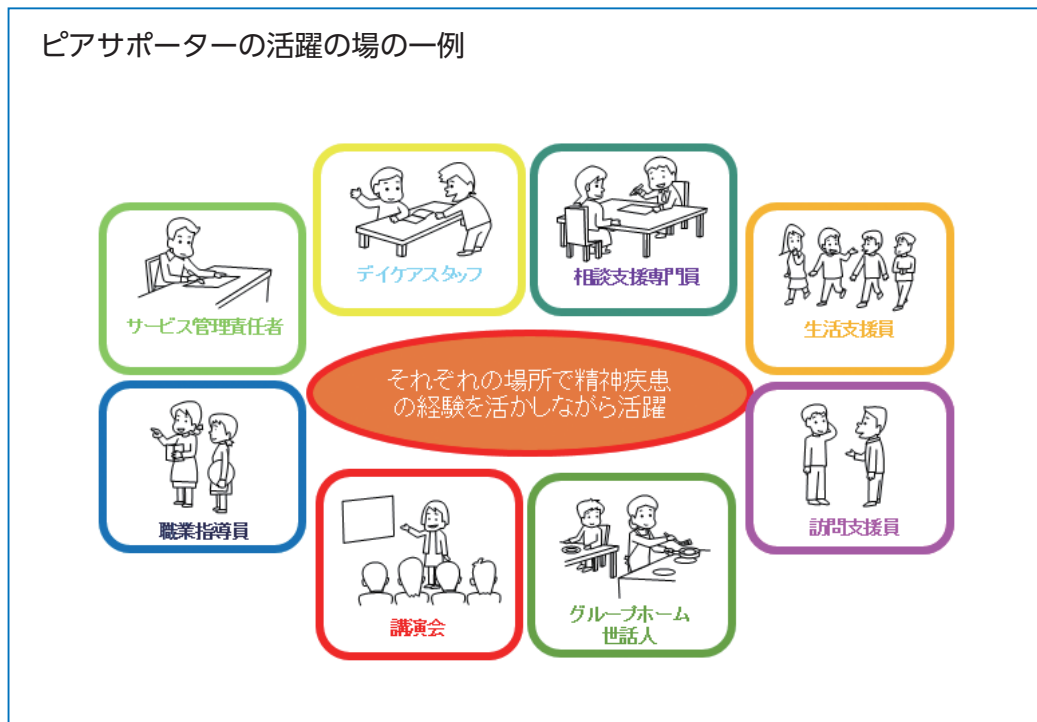 ピアサポーターの活躍の場の一例
デイケアスタッフ
相談支援専門員
サービス管理責任者
生活支援員
それぞれの場所で精神疾患
の経験を活かしながら活躍
職業指導員
訪問支援員
講演会
グループホーム
世話人